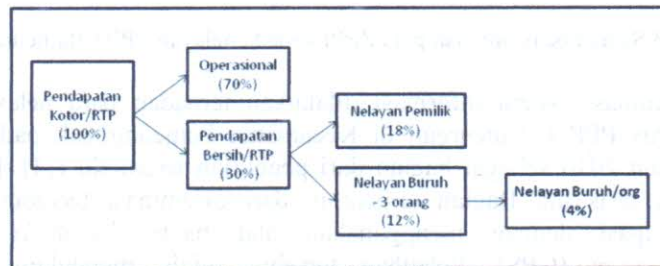 Pendapatan
Kotor/RTP
(100%)
Operasional
(70%)
Pendapatan
Bersih/RTP
(30%)
Nelayan Pemilik
(18%)
Nelayan Buruh
- 3 orang
(12%)
Nelayan Buruh/org
(4%)